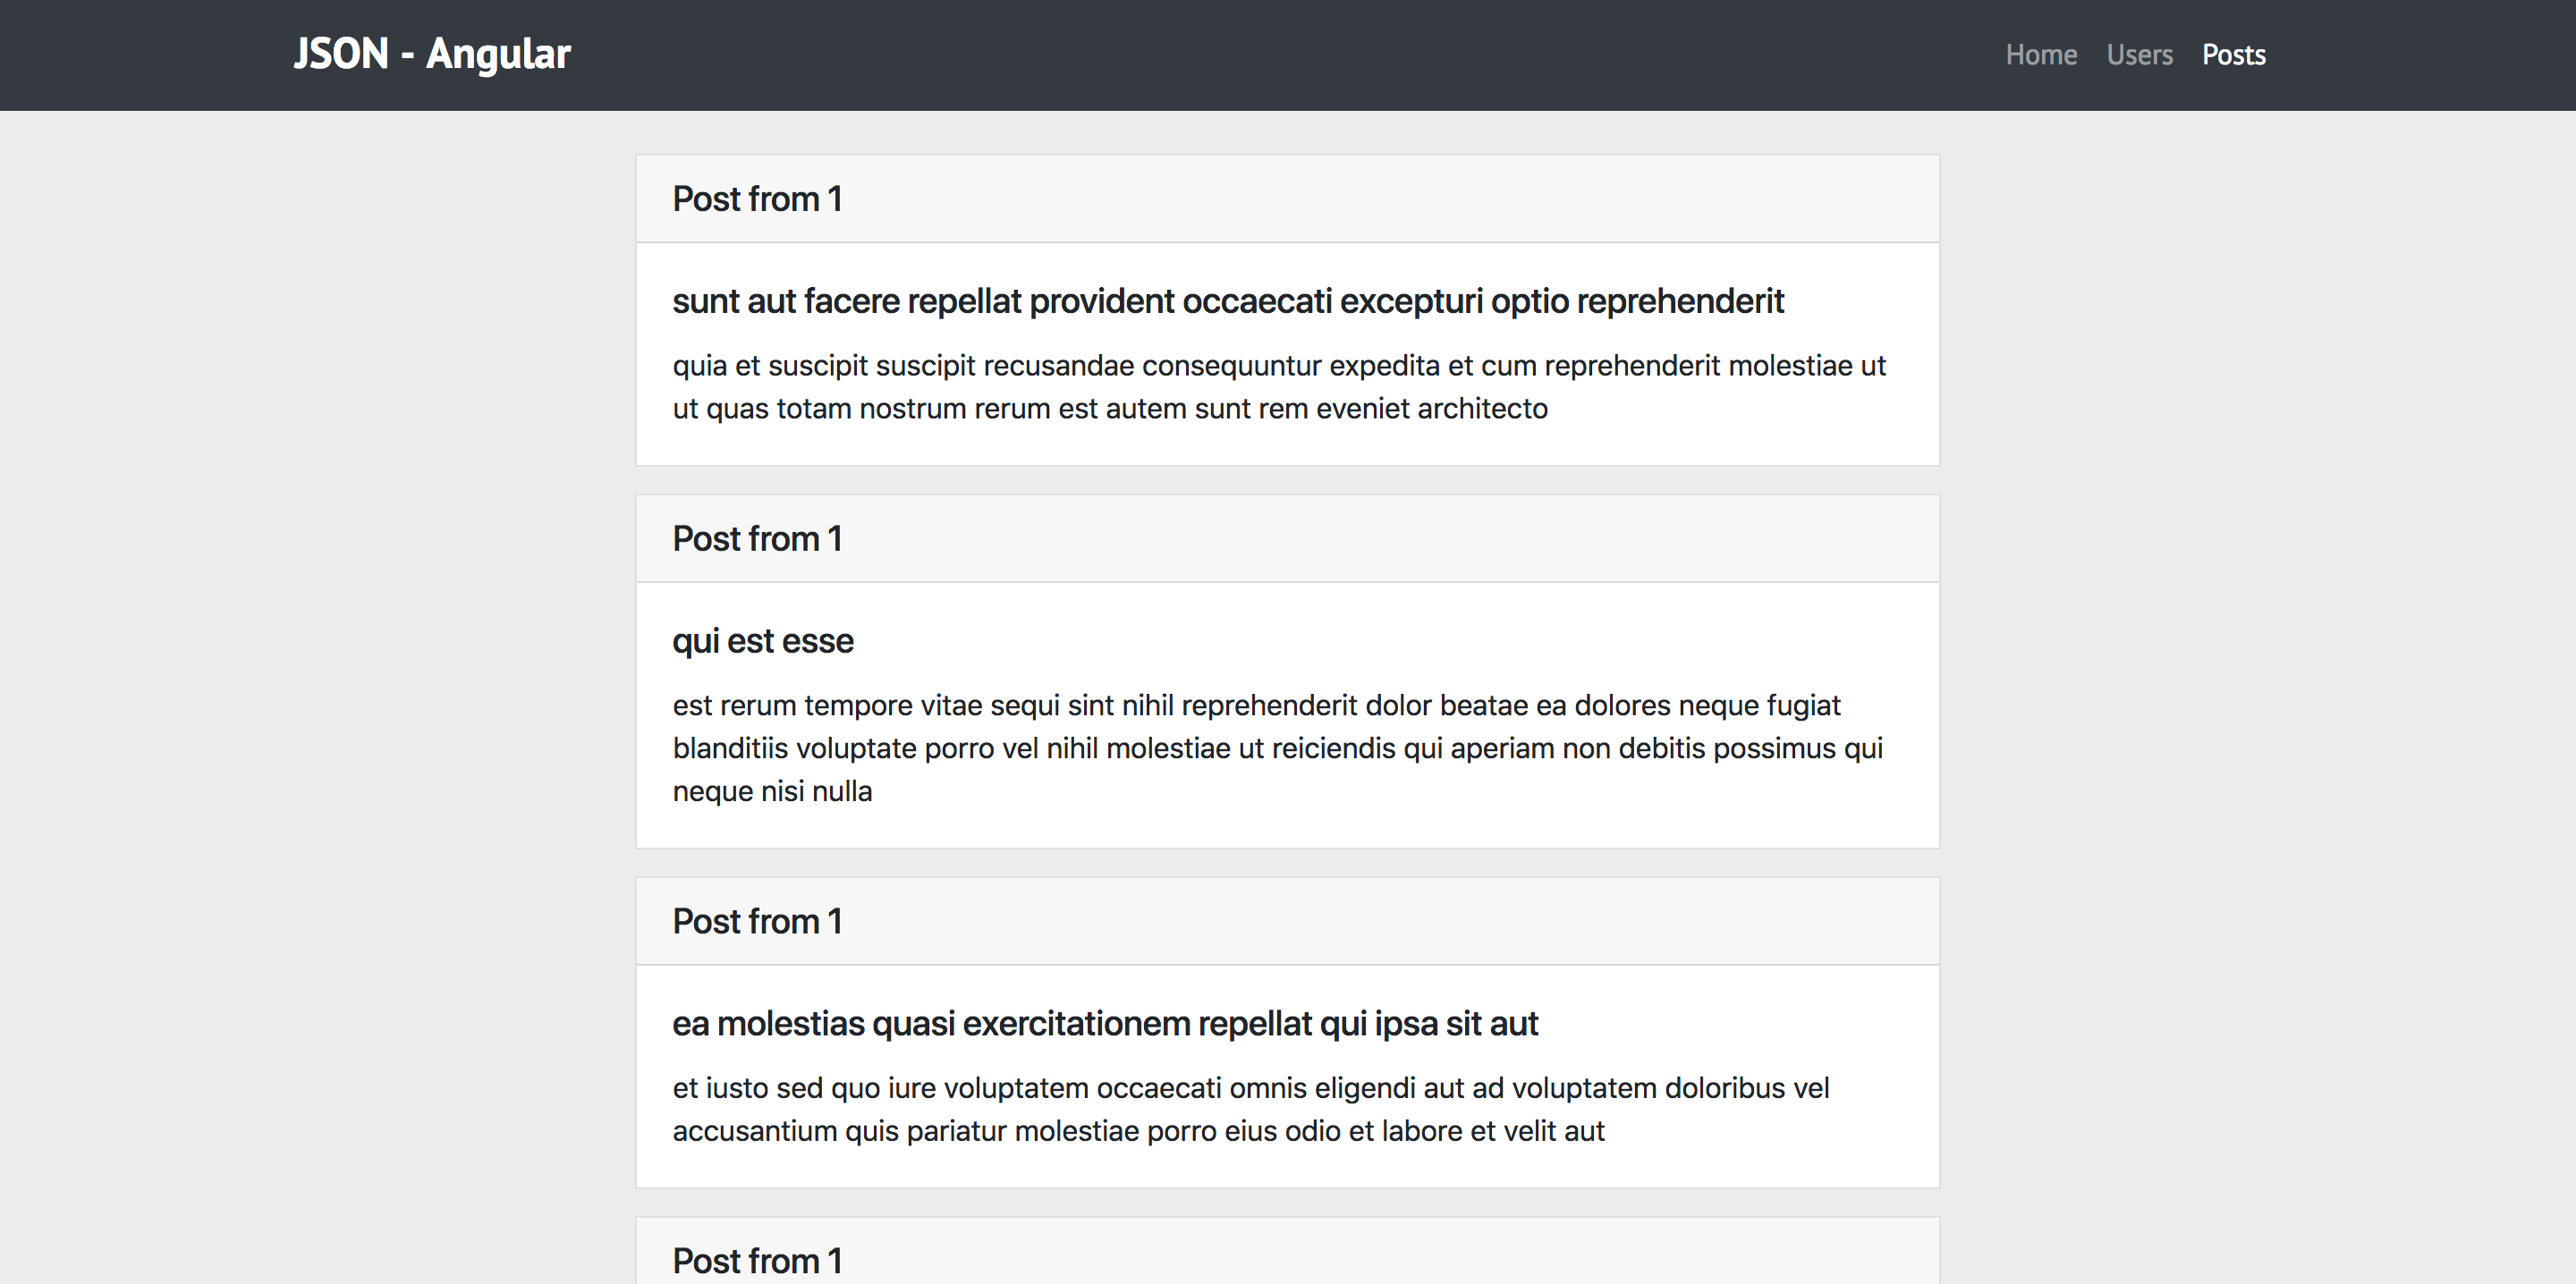 JSON - Angular
Home Users Posts
Post from 1
sunt aut facere repellat provident occaecati excepturi optio reprehenderit
quia et suscipit suscipit recusandae consequuntur expedita et cum reprehenderit molestiae ut
ut quas totam nostrum rerum est autem sunt rem eveniet architecto
Post from 1
qui est esse
est rerum tempore vitae sequi sint nihil reprehenderit dolor beatae ea dolores neque fugiat
blanditiis voluptate porro vel nihil molestiae ut reiciendis qui aperiam non debitis possimus qui
neque nisi nulla
Post from 1
ea molestias quasi exercitationem repellat qui ipsa sit aut
et iusto sed quo iure voluptatem occaecati omnis eligendi aut ad voluptatem doloribus vel
accusantium quis pariatur molestiae porro eius odio et labore et velit aut
Post from 1